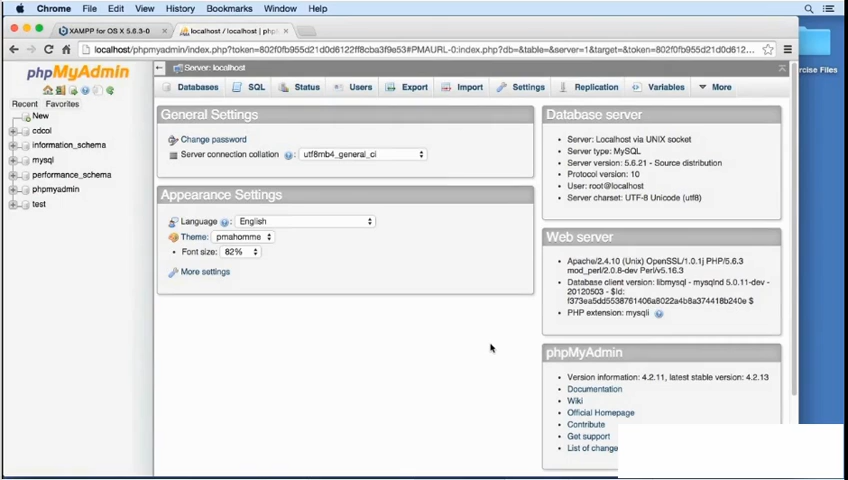 Chrome File Edit View History Bookmarks Window Help
XAMPP for OS X 5.6.3-0
localhost / localhost | php
localhost/phpmyadmin/index.php?token=802f0fb955d21d0d6122ff8cba3f9e53#PMAURL-0:index.php?db=&table=&server=1&target=&token=802f0fb955d21d0d6122...
rcise Files
phpMyAdmin
Server: localhost
Databases SQL Status Users Export Import Settings Replication Variables More
Recent Favorites
New
cdcol
information_schema
mysql
performance_schema
phpmyadmin
test
General Settings
Change password
Server connection collation : utf8mb4_general_ci
Appearance Settings
Language : English
Theme: pmahomme
Font size: 82%
More settings
Database server
Server: Localhost via UNIX socket
Server type: MySQL
Server version: 5.6.21 - Source distribution
Protocol version: 10
User: root@localhost
Server charset: UTF-8 Unicode (utf8)
Web server
Apache/2.4.10 (Unix) OpenSSL/1.0.1j PHP/5.6.3
mod_perl/2.0.8-dev Perl/v5.16.3
Database client version: libmysql - mysqlnd 5.0.11-dev -
20120503 - $Id:
f373ea5dd5538761406a8022a4b8a374418b240e $
PHP extension: mysqli
phpMyAdmin
Version information: 4.2.11, latest stable version: 4.2.13
Documentation
Wiki
Official Homepage
Contribute
Get support
List of change